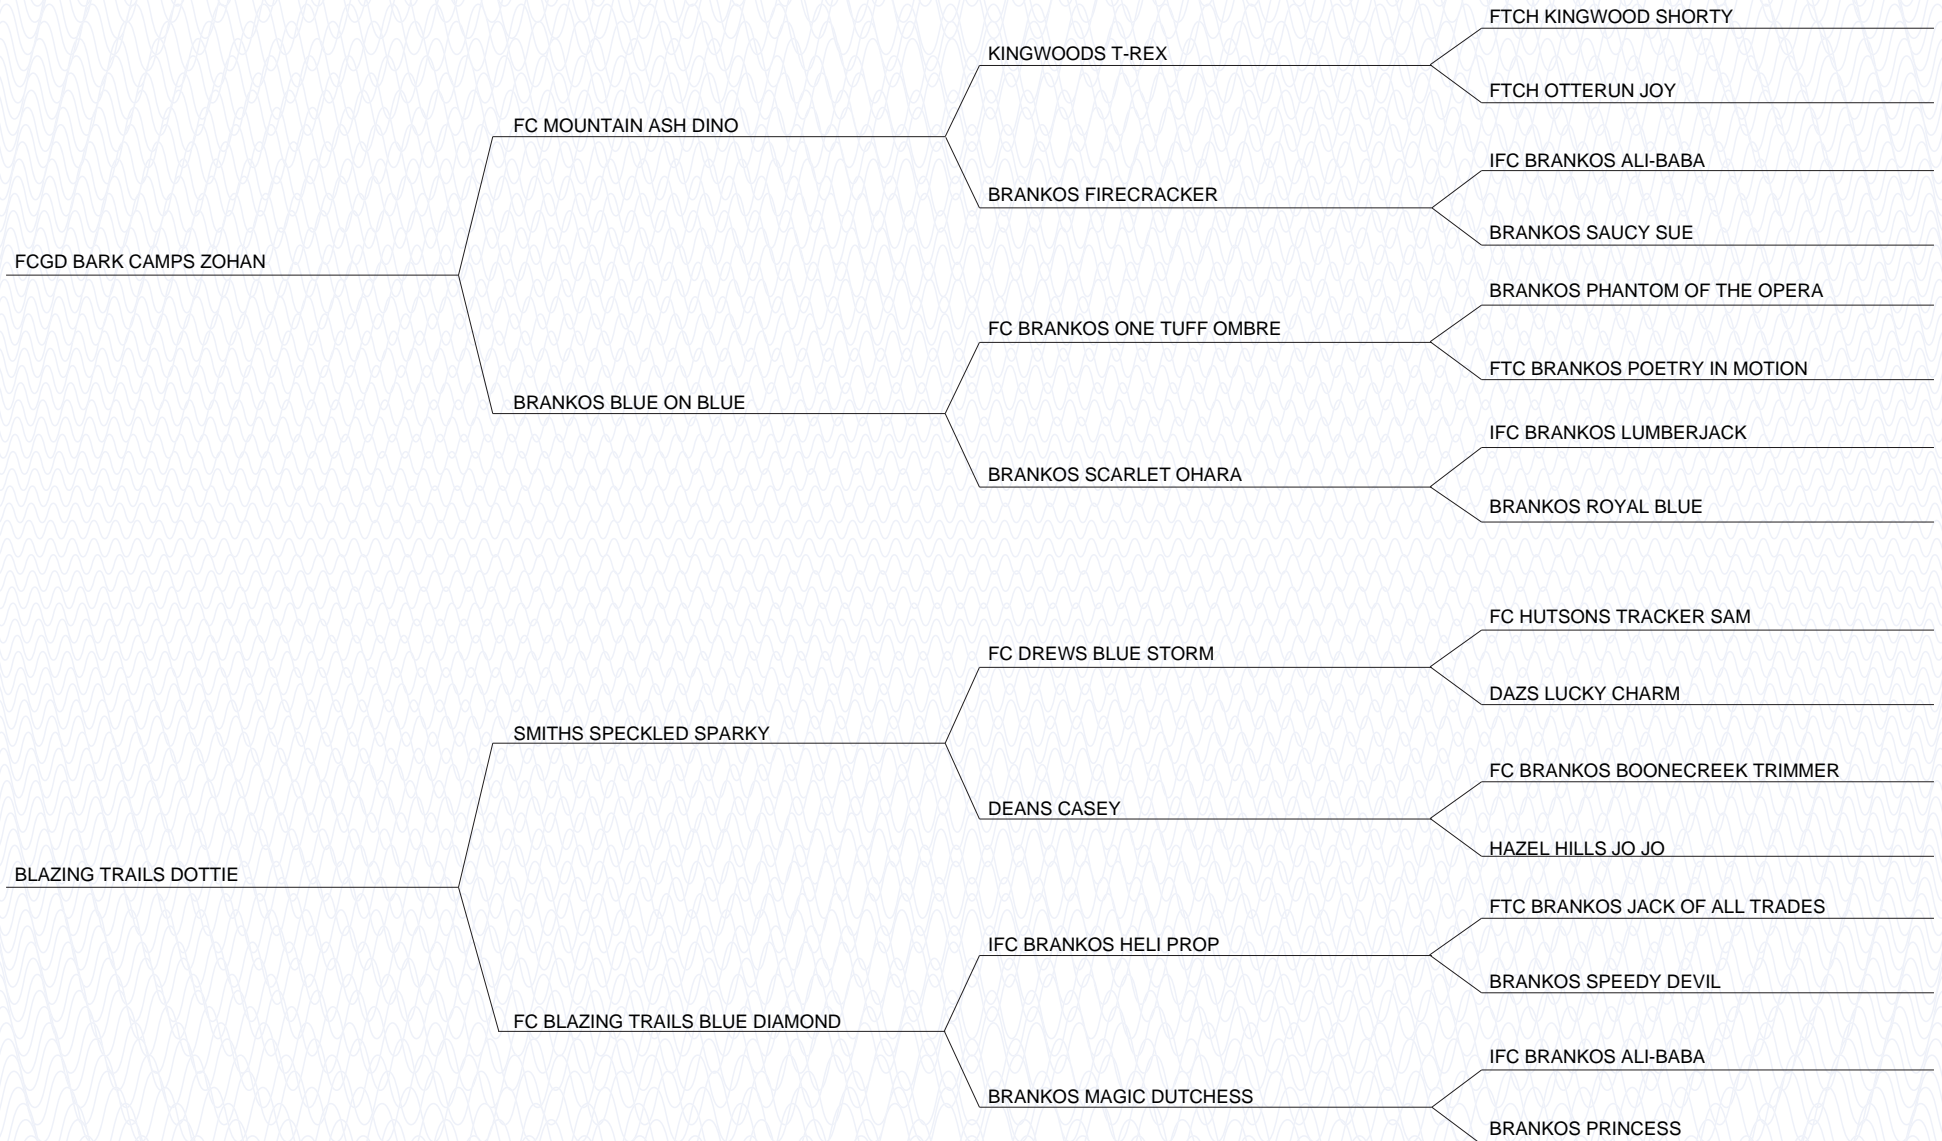 FTCH KINGWOOD SHORTY
KINGWOODS T-REX
FTCH OTTERUN JOY
FC MOUNTAIN ASH DINO
IFC BRANKOS ALI-BABA
BRANKOS FIRECRACKER
BRANKOS SAUCY SUE
FCGD BARK CAMPS ZOHAN
BRANKOS PHANTOM OF THE OPERA
FC BRANKOS ONE TUFF OMBRE
FTC BRANKOS POETRY IN MOTION
BRANKOS BLUE ON BLUE
IFC BRANKOS LUMBERJACK
BRANKOS SCARLET OHARA
BRANKOS ROYAL BLUE
FC HUTSONS TRACKER SAM
FC DREWS BLUE STORM
DAZS LUCKY CHARM
SMITHS SPECKLED SPARKY
FC BRANKOS BOONECREEK TRIMMER
DEANS CASEY
HAZEL HILLS JO JO
BLAZING TRAILS DOTTIE
FTC BRANKOS JACK OF ALL TRADES
IFC BRANKOS HELI PROP
BRANKOS SPEEDY DEVIL
FC BLAZING TRAILS BLUE DIAMOND
IFC BRANKOS ALI-BABA
BRANKOS MAGIC DUTCHESS
BRANKOS PRINCESS